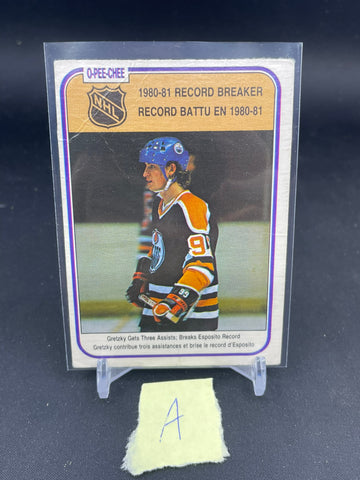 O-PEE-CHEE
NHL
1980-81 RECORD BREAKER
RECORD BATTU EN 1980-81
9
99
Gretzky Gets Three Assists; Breaks Esposito Record
Gretzky contribue trois assistances et brise le record d'Esposito
A